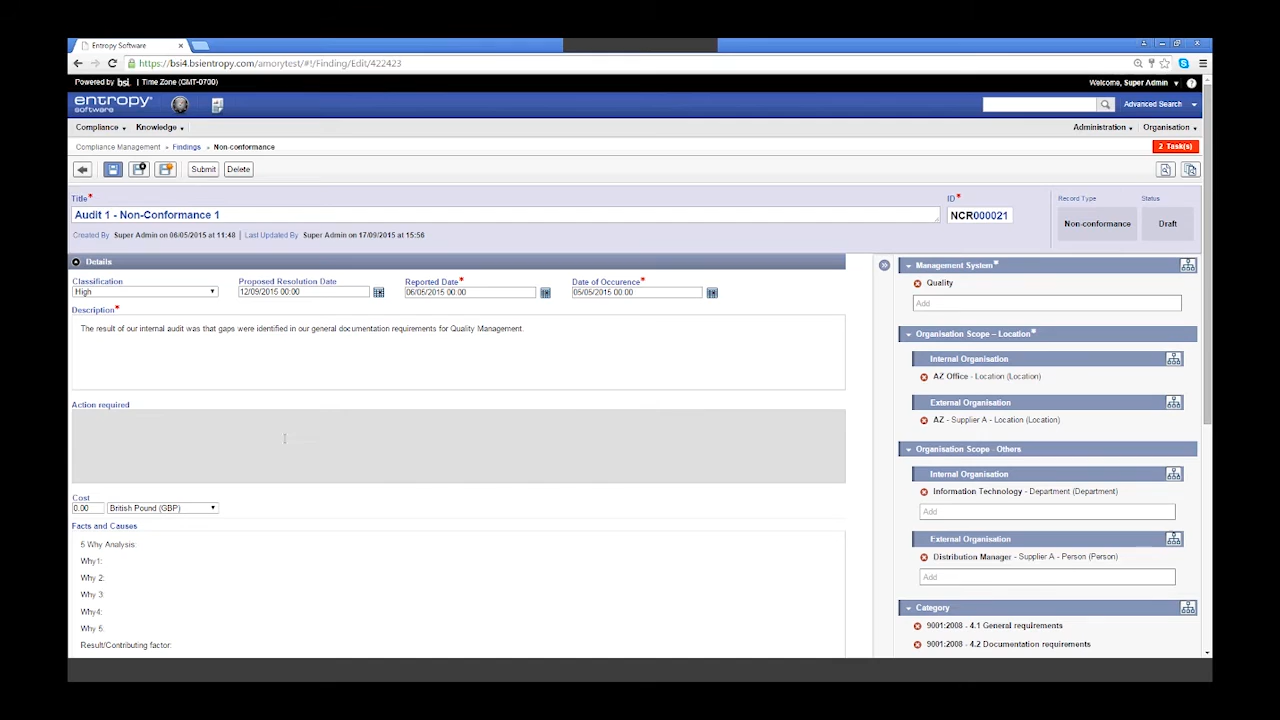 Entropy Software
https://bsi4.bsientropy.com/amorytest/#!/Finding/Edit/422423
Powered by bsi. | Time Zone (GMT-0700) Welcome, Super Admin
entropy software
Advanced Search
Compliance Knowledge Administration Organisation
Compliance Management » Findings » Non-conformance 2 Task(s)
Submit Delete
Title* ID* Record Type Status
Audit 1 - Non-Conformance 1 NCR000021 Non-conformance Draft
Created By Super Admin on 06/05/2015 at 11:48 | Last Updated By Super Admin on 17/09/2015 at 15:56
Details
Classification Proposed Resolution Date Reported Date* Date of Occurence*
High 12/09/2015 00:00 06/05/2015 00:00 05/05/2015 00:00
Description*
The result of our internal audit was that gaps were identified in our general documentation requirements for Quality Management.
Action required
Cost
0.00 British Pound (GBP)
Facts and Causes
5 Why Analysis:
Why1:
Why 2:
Why 3:
Why4:
Why 5:
Result/Contributing factor:
Management System*
Quality
Add
Organisation Scope – Location*
Internal Organisation
AZ Office - Location (Location)
External Organisation
AZ - Supplier A - Location (Location)
Organisation Scope - Others
Internal Organisation
Information Technology - Department (Department)
Add
External Organisation
Distribution Manager - Supplier A - Person (Person)
Add
Category
9001:2008 - 4.1 General requirements
9001:2008 - 4.2 Documentation requirements